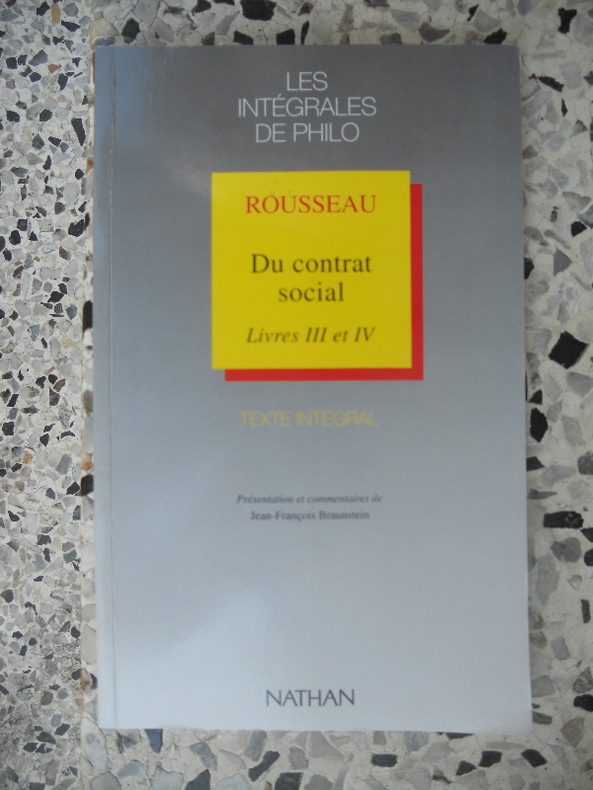 LES
INTÉGRALES
DE PHILO
ROUSSEAU
Du contrat
social
Livres III et IV
TEXTE INTÉGRAL
Présentation et commentaires de
Jean-François Braunstein
NATHAN